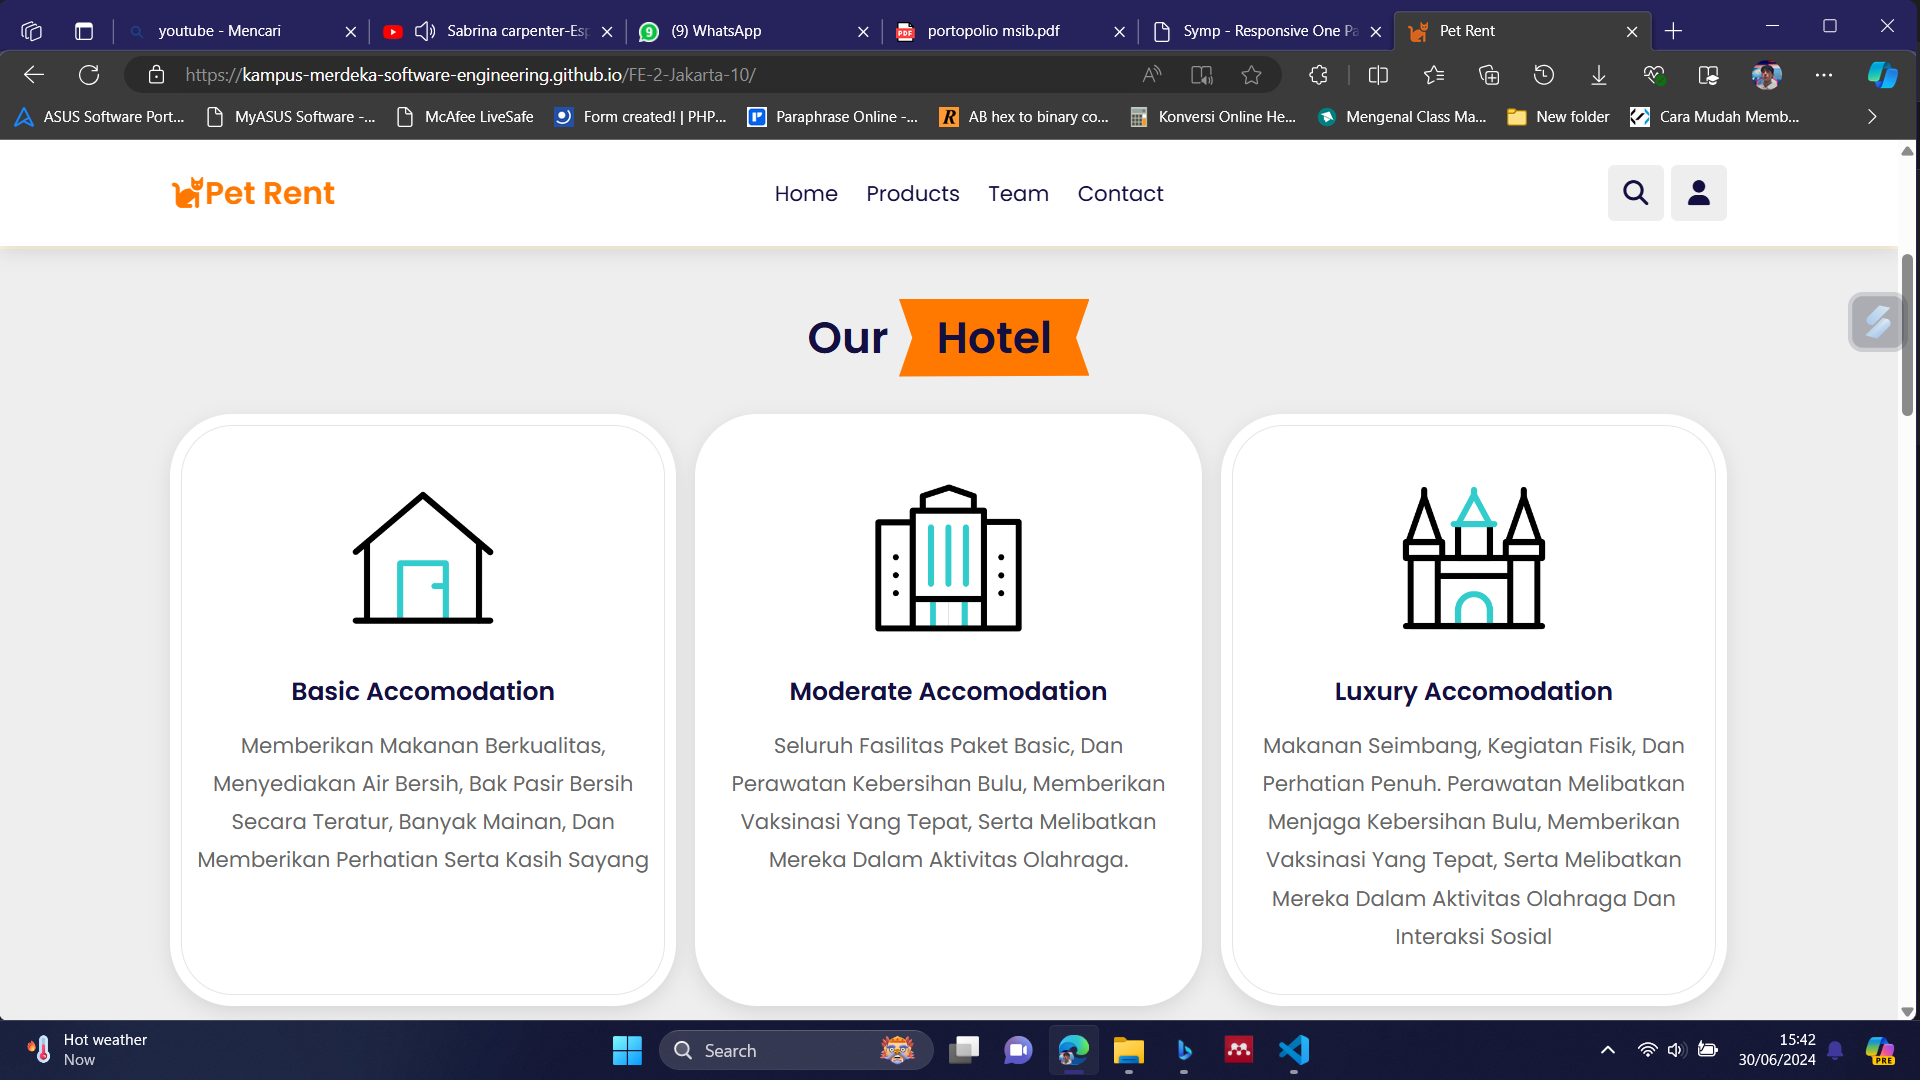 youtube - Mencari
Sabrina carpenter-Esp
(9) WhatsApp
portopolio msib.pdf
Symp - Responsive One Pa
Pet Rent
https://kampus-merdeka-software-engineering.github.io/FE-2-Jakarta-10/
ASUS Software Port...
MyASUS Software -...
McAfee LiveSafe
Form created! | PHP...
Paraphrase Online -...
AB hex to binary co...
Konversi Online He...
Mengenal Class Ma...
New folder
Cara Mudah Memb...
Pet Rent
Home Products Team Contact
Our Hotel
Basic Accomodation
Memberikan Makanan Berkualitas,
Menyediakan Air Bersih, Bak Pasir Bersih
Secara Teratur, Banyak Mainan, Dan
Memberikan Perhatian Serta Kasih Sayang
Moderate Accomodation
Seluruh Fasilitas Paket Basic, Dan
Perawatan Kebersihan Bulu, Memberikan
Vaksinasi Yang Tepat, Serta Melibatkan
Mereka Dalam Aktivitas Olahraga.
Luxury Accomodation
Makanan Seimbang, Kegiatan Fisik, Dan
Perhatian Penuh. Perawatan Melibatkan
Menjaga Kebersihan Bulu, Memberikan
Vaksinasi Yang Tepat, Serta Melibatkan
Mereka Dalam Aktivitas Olahraga Dan
Interaksi Sosial
Hot weather
Now
Search
15:42
30/06/2024
PRE